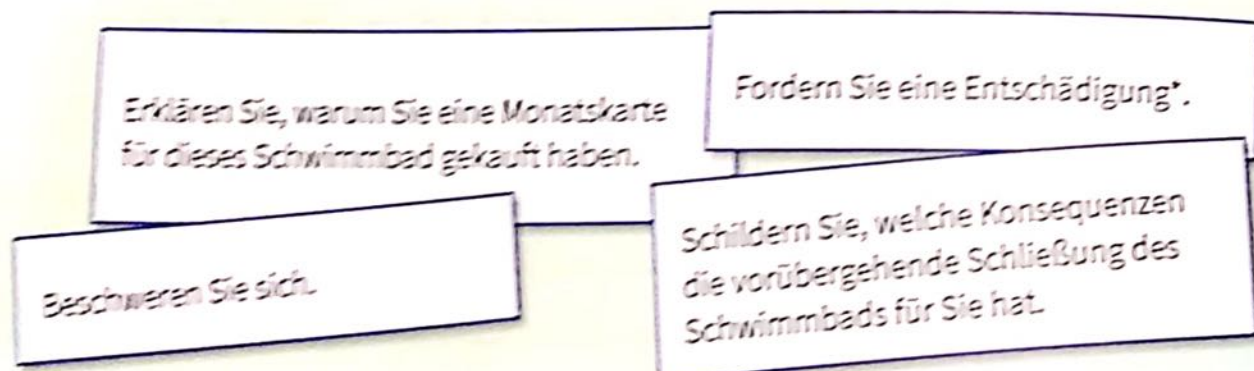 Erklären Sie, warum Sie eine Monatskarte
für dieses Schwimmbad gekauft haben.
Fordern Sie eine Entschädigung*.
Beschweren Sie sich.
Schildern Sie, welche Konsequenzen
die vorübergehende Schließung des
Schwimmbads für Sie hat.